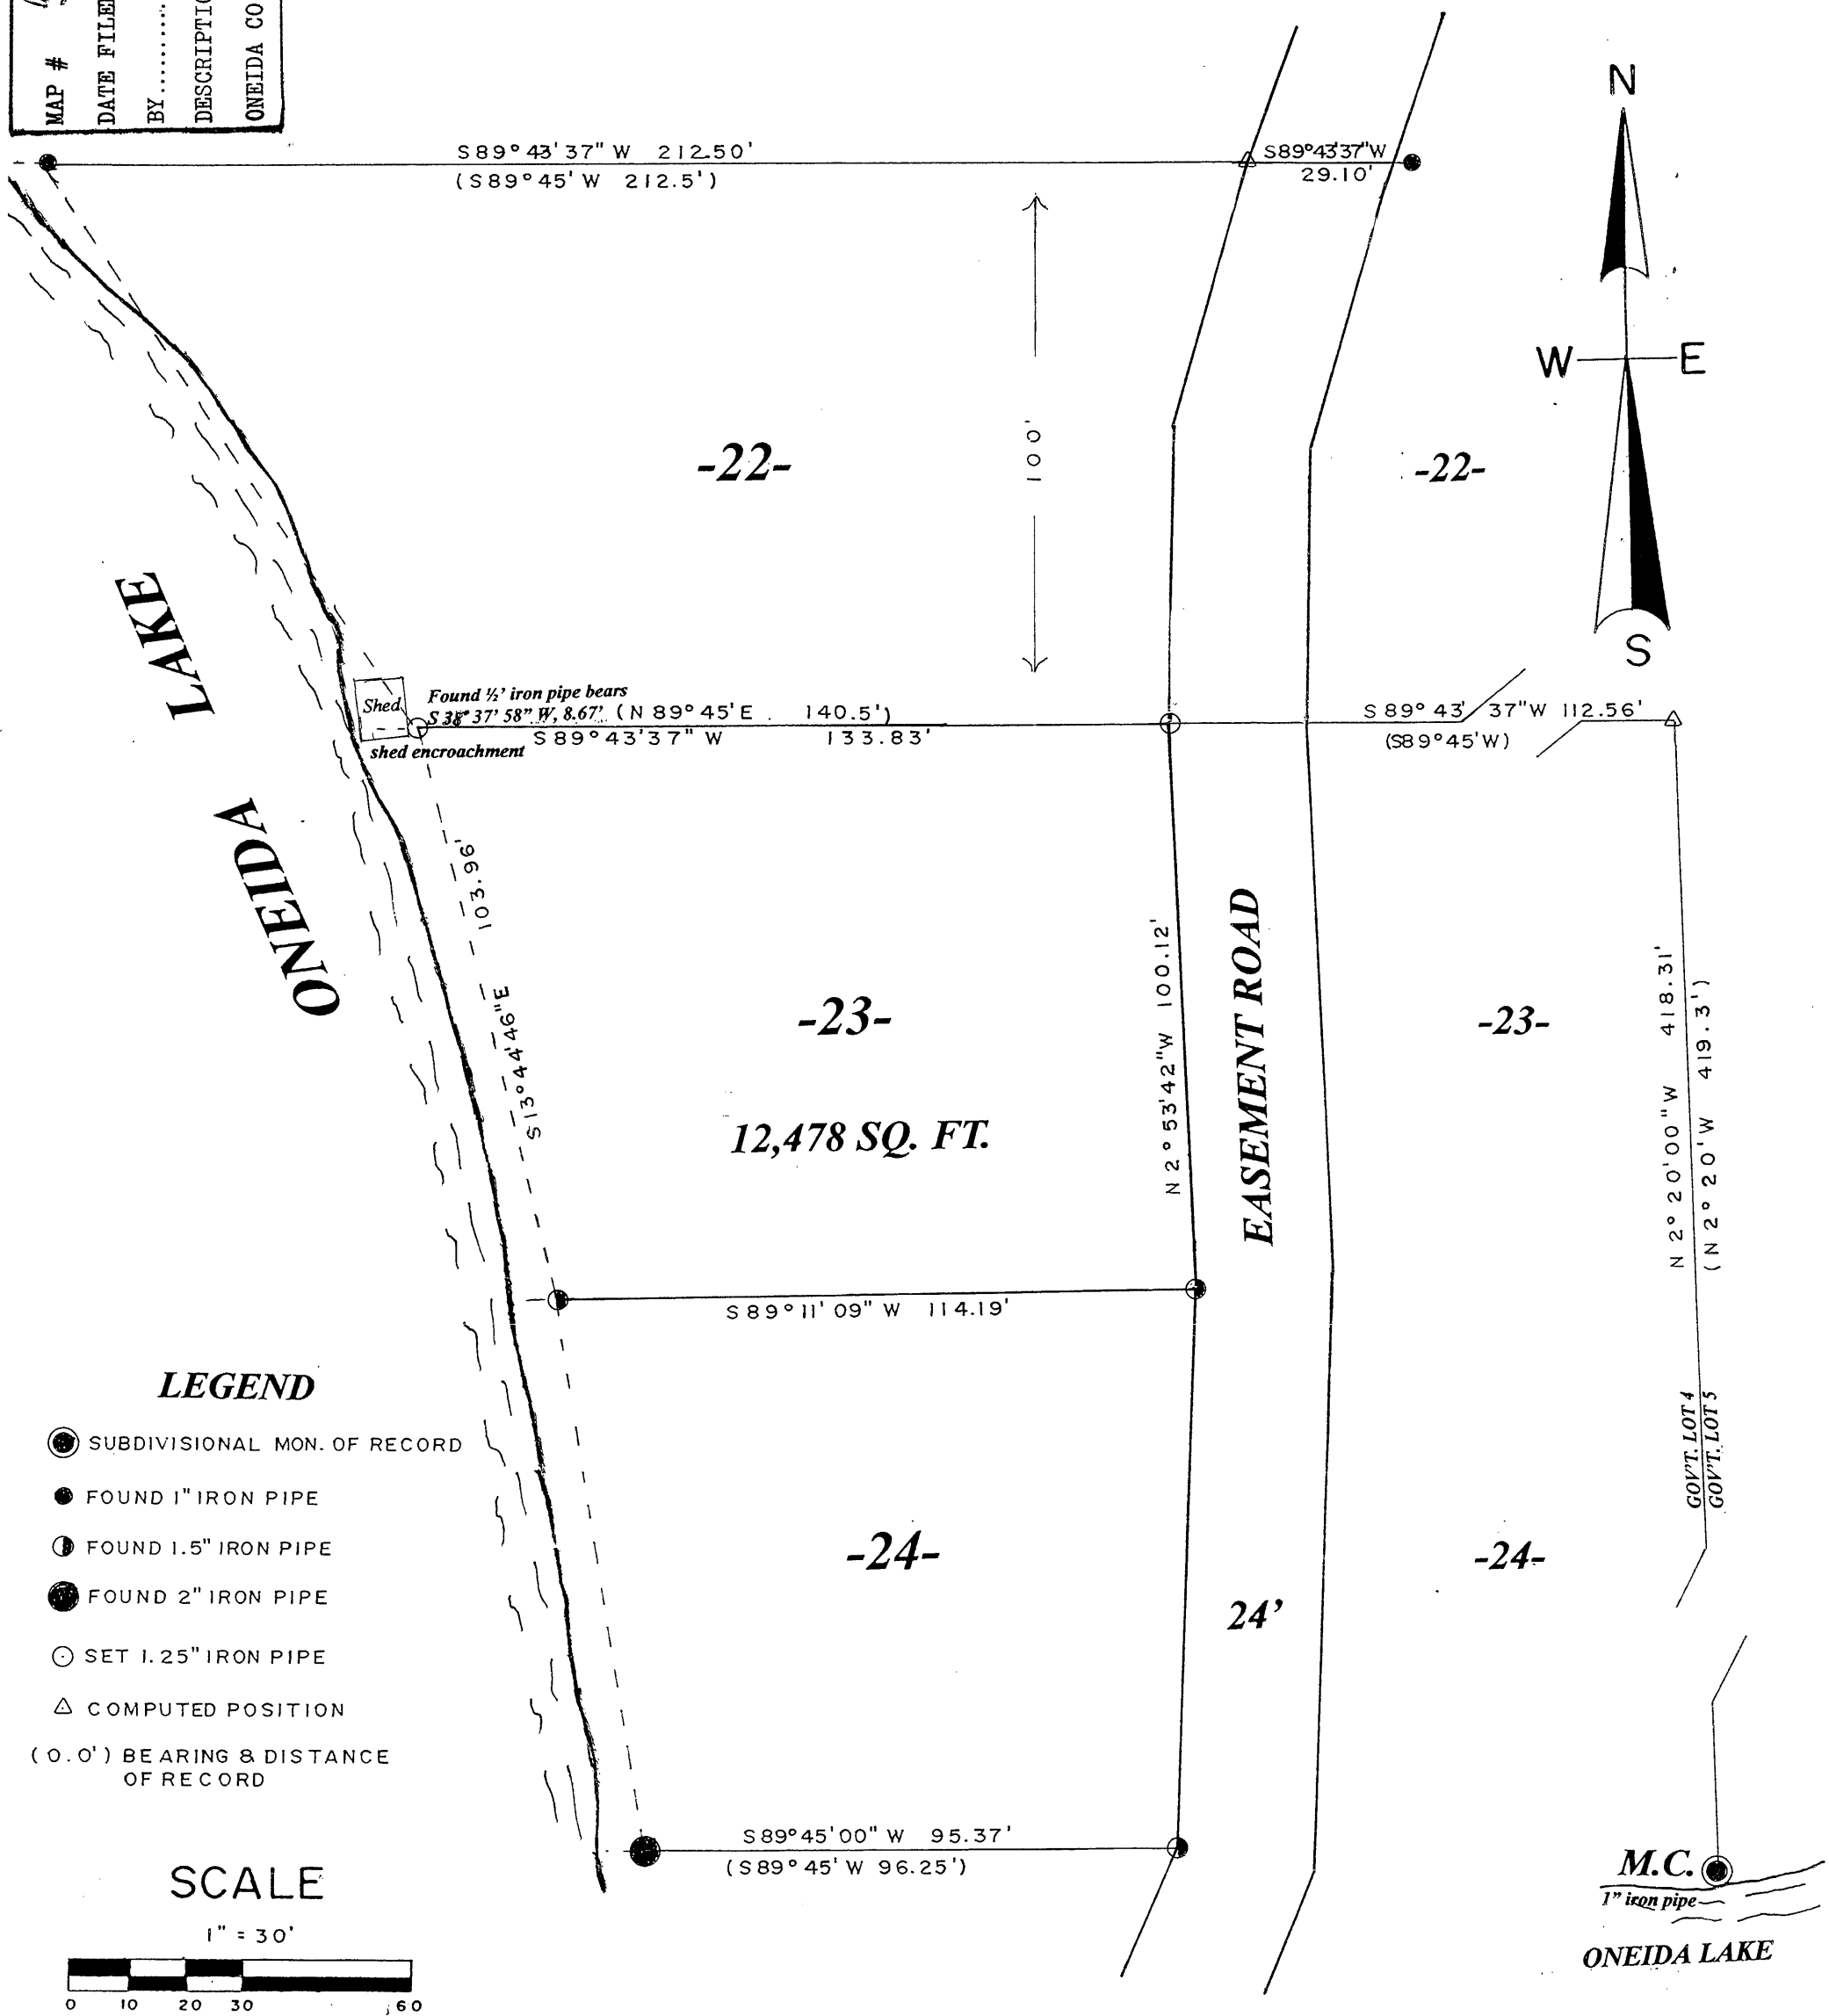 MAP #
DATE FILE
BY..........
DESCRIPTIO
ONEIDA CO
S89°43'37"W 212.50'
(S89°45'W 212.5')
S89°43'37"W
29.10'
N
W E
S
-22-
100'
-22-
LAKE
ONEIDA
Shed
Found ½' iron pipe bears
S 38° 37' 58" W, 8.67'
(N 89°45'E 140.5')
S89°43'37" W 133.83'
shed encroachment
S 89° 43' 37"W 112.56'
(S89°45'W)
103.96'
S13°44'46"E
-23-
12,478 SQ. FT.
N 2°53'42"W 100.12'
EASEMENT ROAD
-23-
N 2° 20'00"W 418.31'
(N 2° 20'W 419.3')
S 89°11'09" W 114.19'
GOV'T. LOT 4
GOV'T. LOT 5
-24-
24'
-24-
S89°45'00" W 95.37'
(S89°45'W 96.25')
LEGEND
SUBDIVISIONAL MON. OF RECORD
FOUND 1" IRON PIPE
FOUND 1.5" IRON PIPE
FOUND 2" IRON PIPE
SET 1.25" IRON PIPE
COMPUTED POSITION
(0.0') BEARING & DISTANCE
OF RECORD
SCALE
1" = 30'
0 10 20 30 60
M.C.
1" iron pipe
ONEIDA LAKE